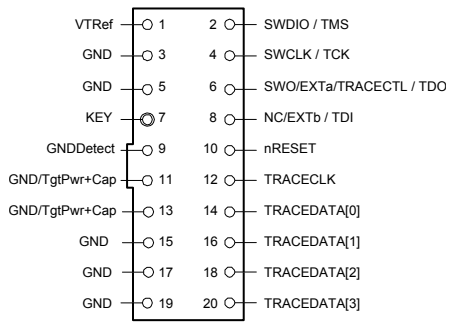 VTRef 1 2 SWDIO / TMS
GND 3 4 SWCLK / TCK
GND 5 6 SWO/EXTa/TRACECTL / TDO
KEY 7 8 NC/EXTb / TDI
GNDDetect 9 10 nRESET
GND/TgtPwr+Cap 11 12 TRACECLK
GND/TgtPwr+Cap 13 14 TRACEDATA[0]
GND 15 16 TRACEDATA[1]
GND 17 18 TRACEDATA[2]
GND 19 20 TRACEDATA[3]